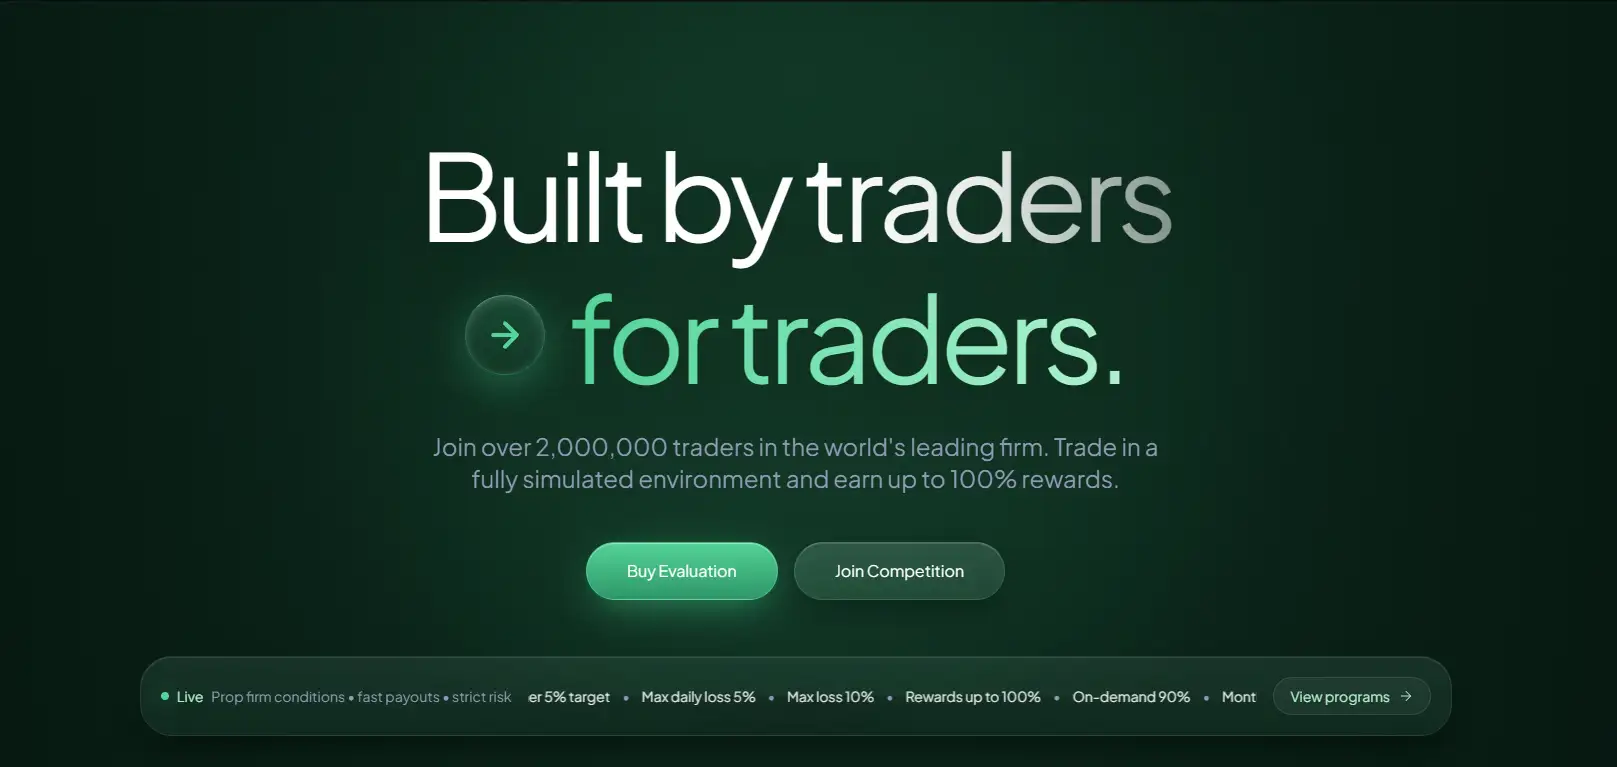 Built by traders
for traders.
Join over 2,000,000 traders in the world's leading firm. Trade in a
fully simulated environment and earn up to 100% rewards.
Buy Evaluation Join Competition
Live Prop firm conditions • fast payouts • strict risk er 5% target • Max daily loss 5% • Max loss 10% • Rewards up to 100% • On-demand 90% • Mont View programs →